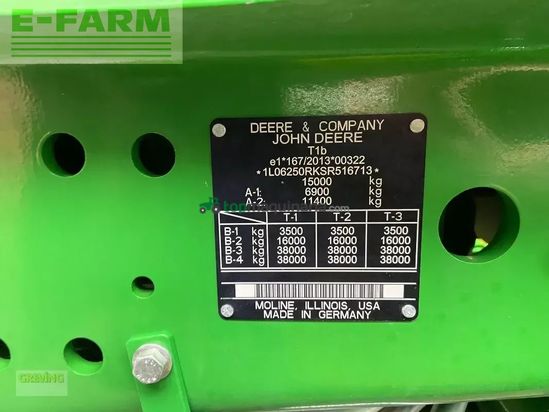 E-FARM
DEERE & COMPANY
JOHN DEERE
T1b
e1*167/2013*00322
*1L06250RKSR516713*
15000 kg
A-1: 6900 kg
A-2: 11400 kg
T-1 T-2 T-3
B-1 kg 3500 3500 3500
B-2 kg 16000 16000 16000
B-3 kg 38000 38000 38000
B-4 kg 38000 38000 38000
MOLINE, ILLINOIS, USA
MADE IN GERMANY
GREVING